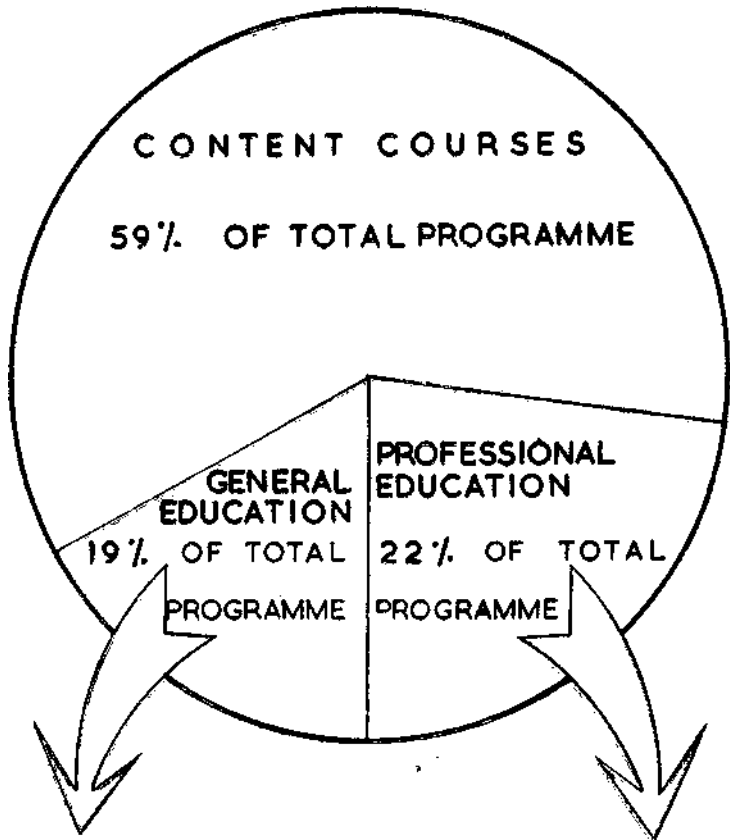 CONTENT COURSES
59% OF TOTAL PROGRAMME
GENERAL
EDUCATION
19% OF TOTAL
PROGRAMME
PROFESSIONAL
EDUCATION
22% OF TOTAL
PROGRAMME